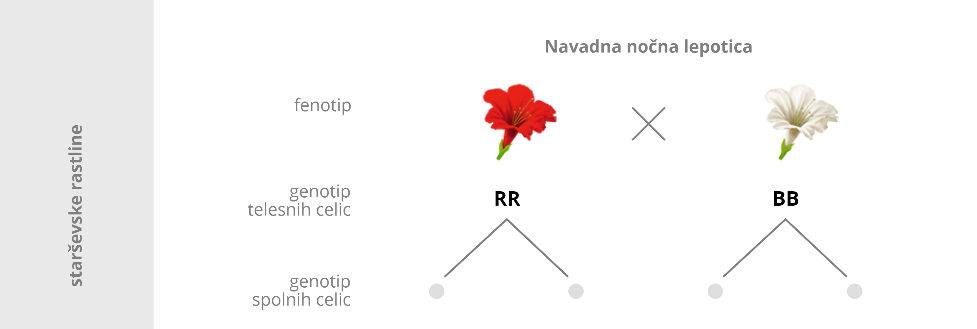 Navadna nočna lepotica
starševske rastline
fenotip
genotip
telesnih celic
RR
BB
genotip
spolnih celic